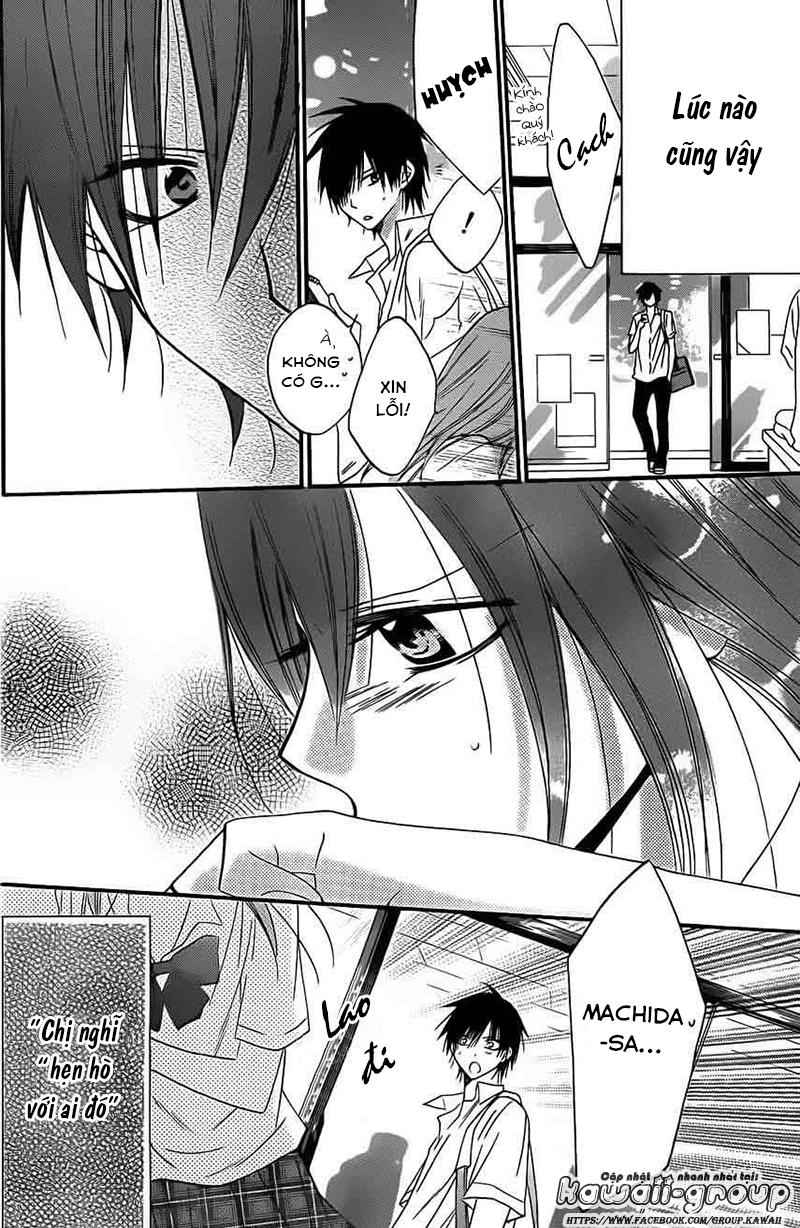 Lúc nào
cũng vậy
Kính
chào
quý
khách!
Cạch
HUỴCH
!
XIN
LỖI!
À,
KHÔNG
CÓ G...
MACHIDA
-SA...
Lao
đi
"Chỉ nghĩ
"hẹn hò
với ai đó"
Cập nhật nhanh nhất tại:
kawaii-group
HTTPS://WWW.FACEBOOK.COM/GROUP.KAWAII